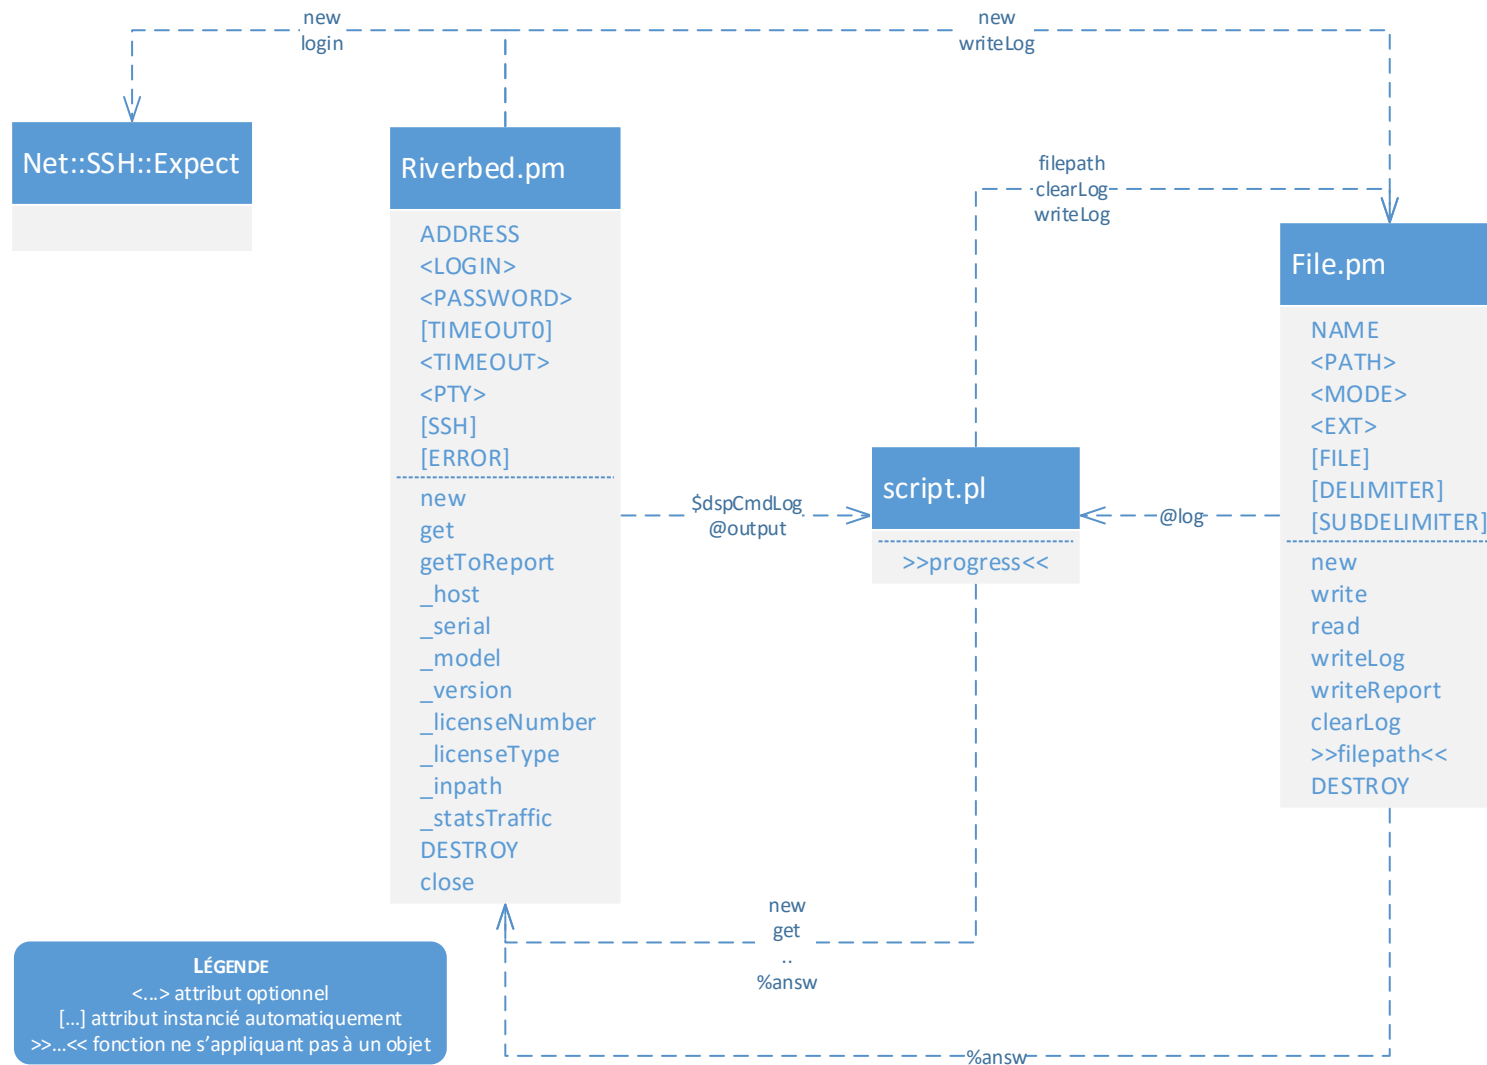 new
login
new
writeLog
Net::SSH::Expect
Riverbed.pm
ADDRESS
<LOGIN>
<PASSWORD>
[TIMEOUT0]
<TIMEOUT>
<PTY>
[SSH]
[ERROR]
new
get
getToReport
_host
_serial
_model
_version
_licenseNumber
_licenseType
_inpath
_statsTraffic
DESTROY
close
filepath
clearLog
writeLog
$dspCmdLog
@output
script.pl
>>progress<<
@log
File.pm
NAME
<PATH>
<MODE>
<EXT>
[FILE]
[DELIMITER]
[SUBDELIMITER]
new
write
read
writeLog
writeReport
clearLog
>>filepath<<
DESTROY
new
get
..
%answ
%answ
LÉGENDE
<...> attribut optionnel
[...] attribut instancié automatiquement
>>...<< fonction ne s'appliquant pas à un objet